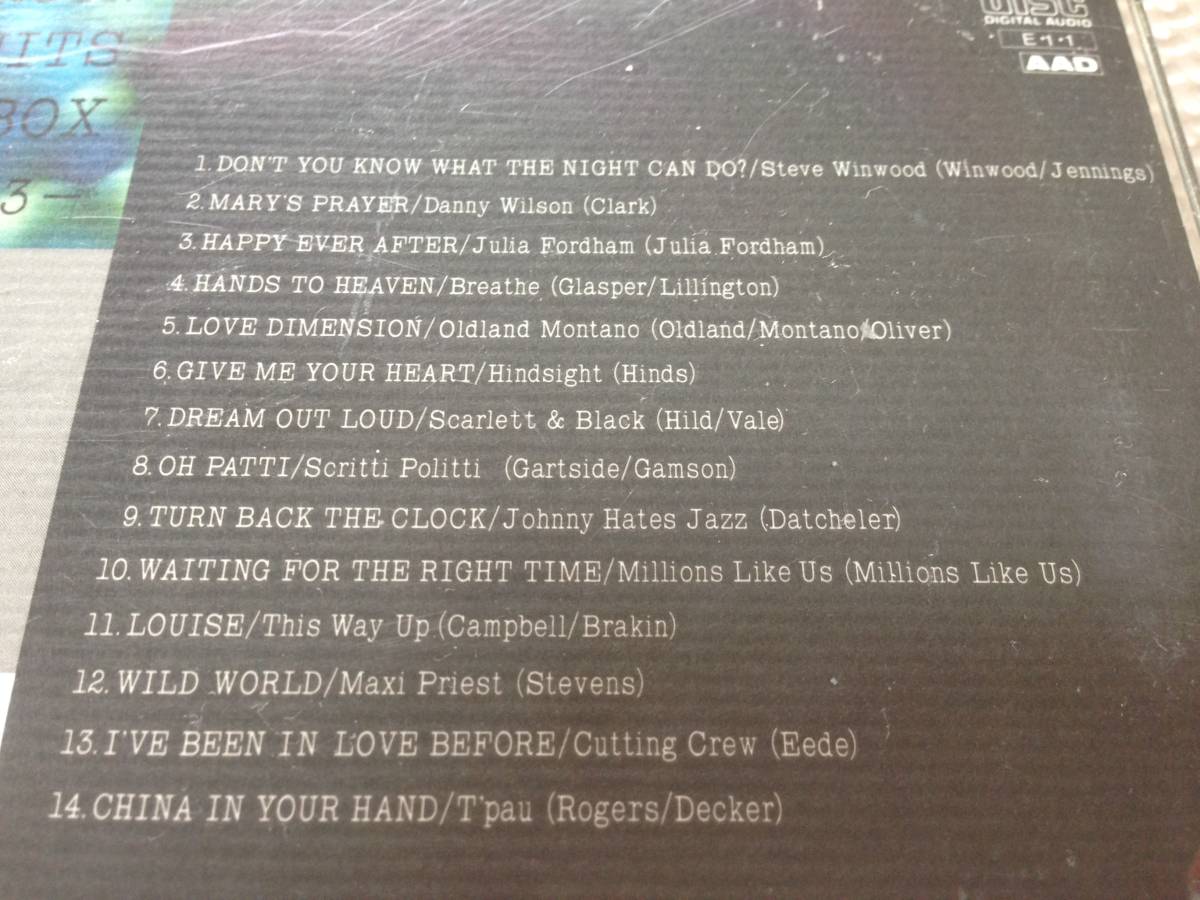 HITS
BOX
3-
DISC
DIGITAL AUDIO
E・1・1
AAD
1. DON'T YOU KNOW WHAT THE NIGHT CAN DO?/Steve Winwood (Winwood/Jennings)
2. MARY'S PRAYER/Danny Wilson (Clark)
3. HAPPY EVER AFTER/Julia Fordham (Julia Fordham)
4. HANDS TO HEAVEN/Breathe (Glasper/Lillington)
5. LOVE DIMENSION/Oldland Montano (Oldland/Montano/Oliver)
6. GIVE ME YOUR HEART/Hindsight (Hinds)
7. DREAM OUT LOUD/Scarlett & Black (Hild/Vale)
8. OH PATTI/Scritti Politti (Gartside/Gamson)
9. TURN BACK THE CLOCK/Johnny Hates Jazz (Datcheler)
10. WAITING FOR THE RIGHT TIME/Millions Like Us (Millions Like Us)
11. LOUISE/This Way Up (Campbell/Brakin)
12. WILD WORLD/Maxi Priest (Stevens)
13. I'VE BEEN IN LOVE BEFORE/Cutting Crew (Eede)
14. CHINA IN YOUR HAND/T'pau (Rogers/Decker)